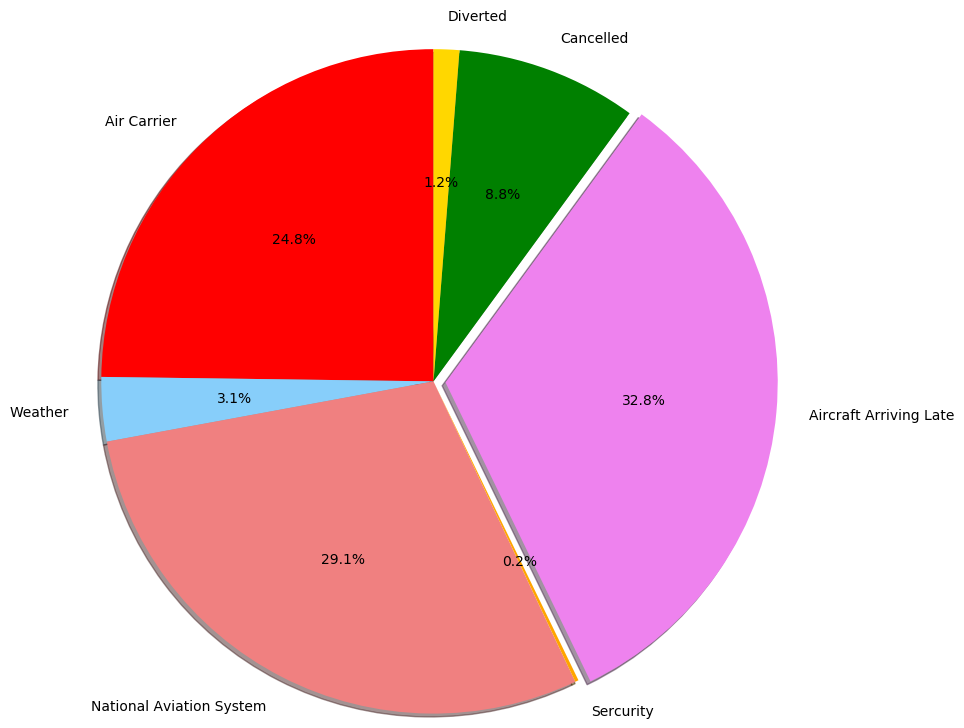 Diverted
Cancelled
Air Carrier
1.2%
8.8%
24.8%
Weather
3.1%
32.8%
Aircraft Arriving Late
29.1%
0.2%
National Aviation System
Sercurity